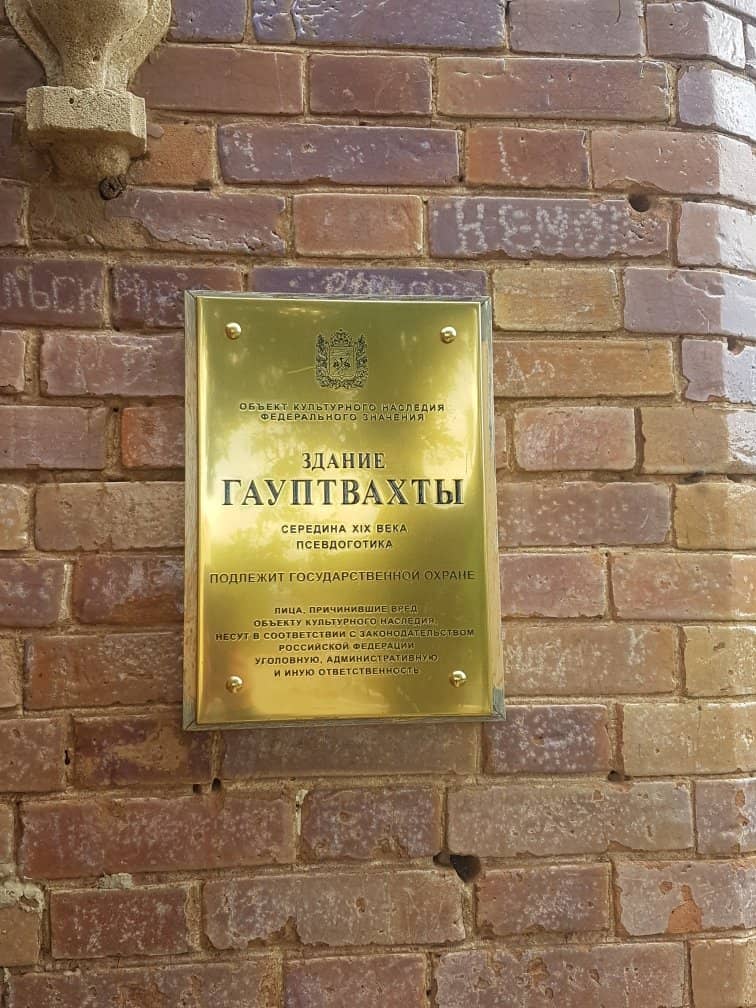 ЛЬСКИ
ОБЪЕКТ КУЛЬТУРНОГО НАСЛЕДИЯ
ФЕДЕРАЛЬНОГО ЗНАЧЕНИЯ
ЗДАНИЕ
ГАУПТВАХТЫ
СЕРЕДИНА XIX ВЕКА
ПСЕВДОГОТИКА
ПОДЛЕЖИТ ГОСУДАРСТВЕННОЙ ОХРАНЕ
ЛИЦА, ПРИЧИНИВШИЕ ВРЕД
ОБЪЕКТУ КУЛЬТУРНОГО НАСЛЕДИЯ,
НЕСУТ В СООТВЕТСТВИИ С ЗАКОНОДАТЕЛЬСТВОМ
РОССИЙСКОЙ ФЕДЕРАЦИИ
УГОЛОВНУЮ, АДМИНИСТРАТИВНУЮ
И ИНУЮ ОТВЕТСТВЕННОСТЬ